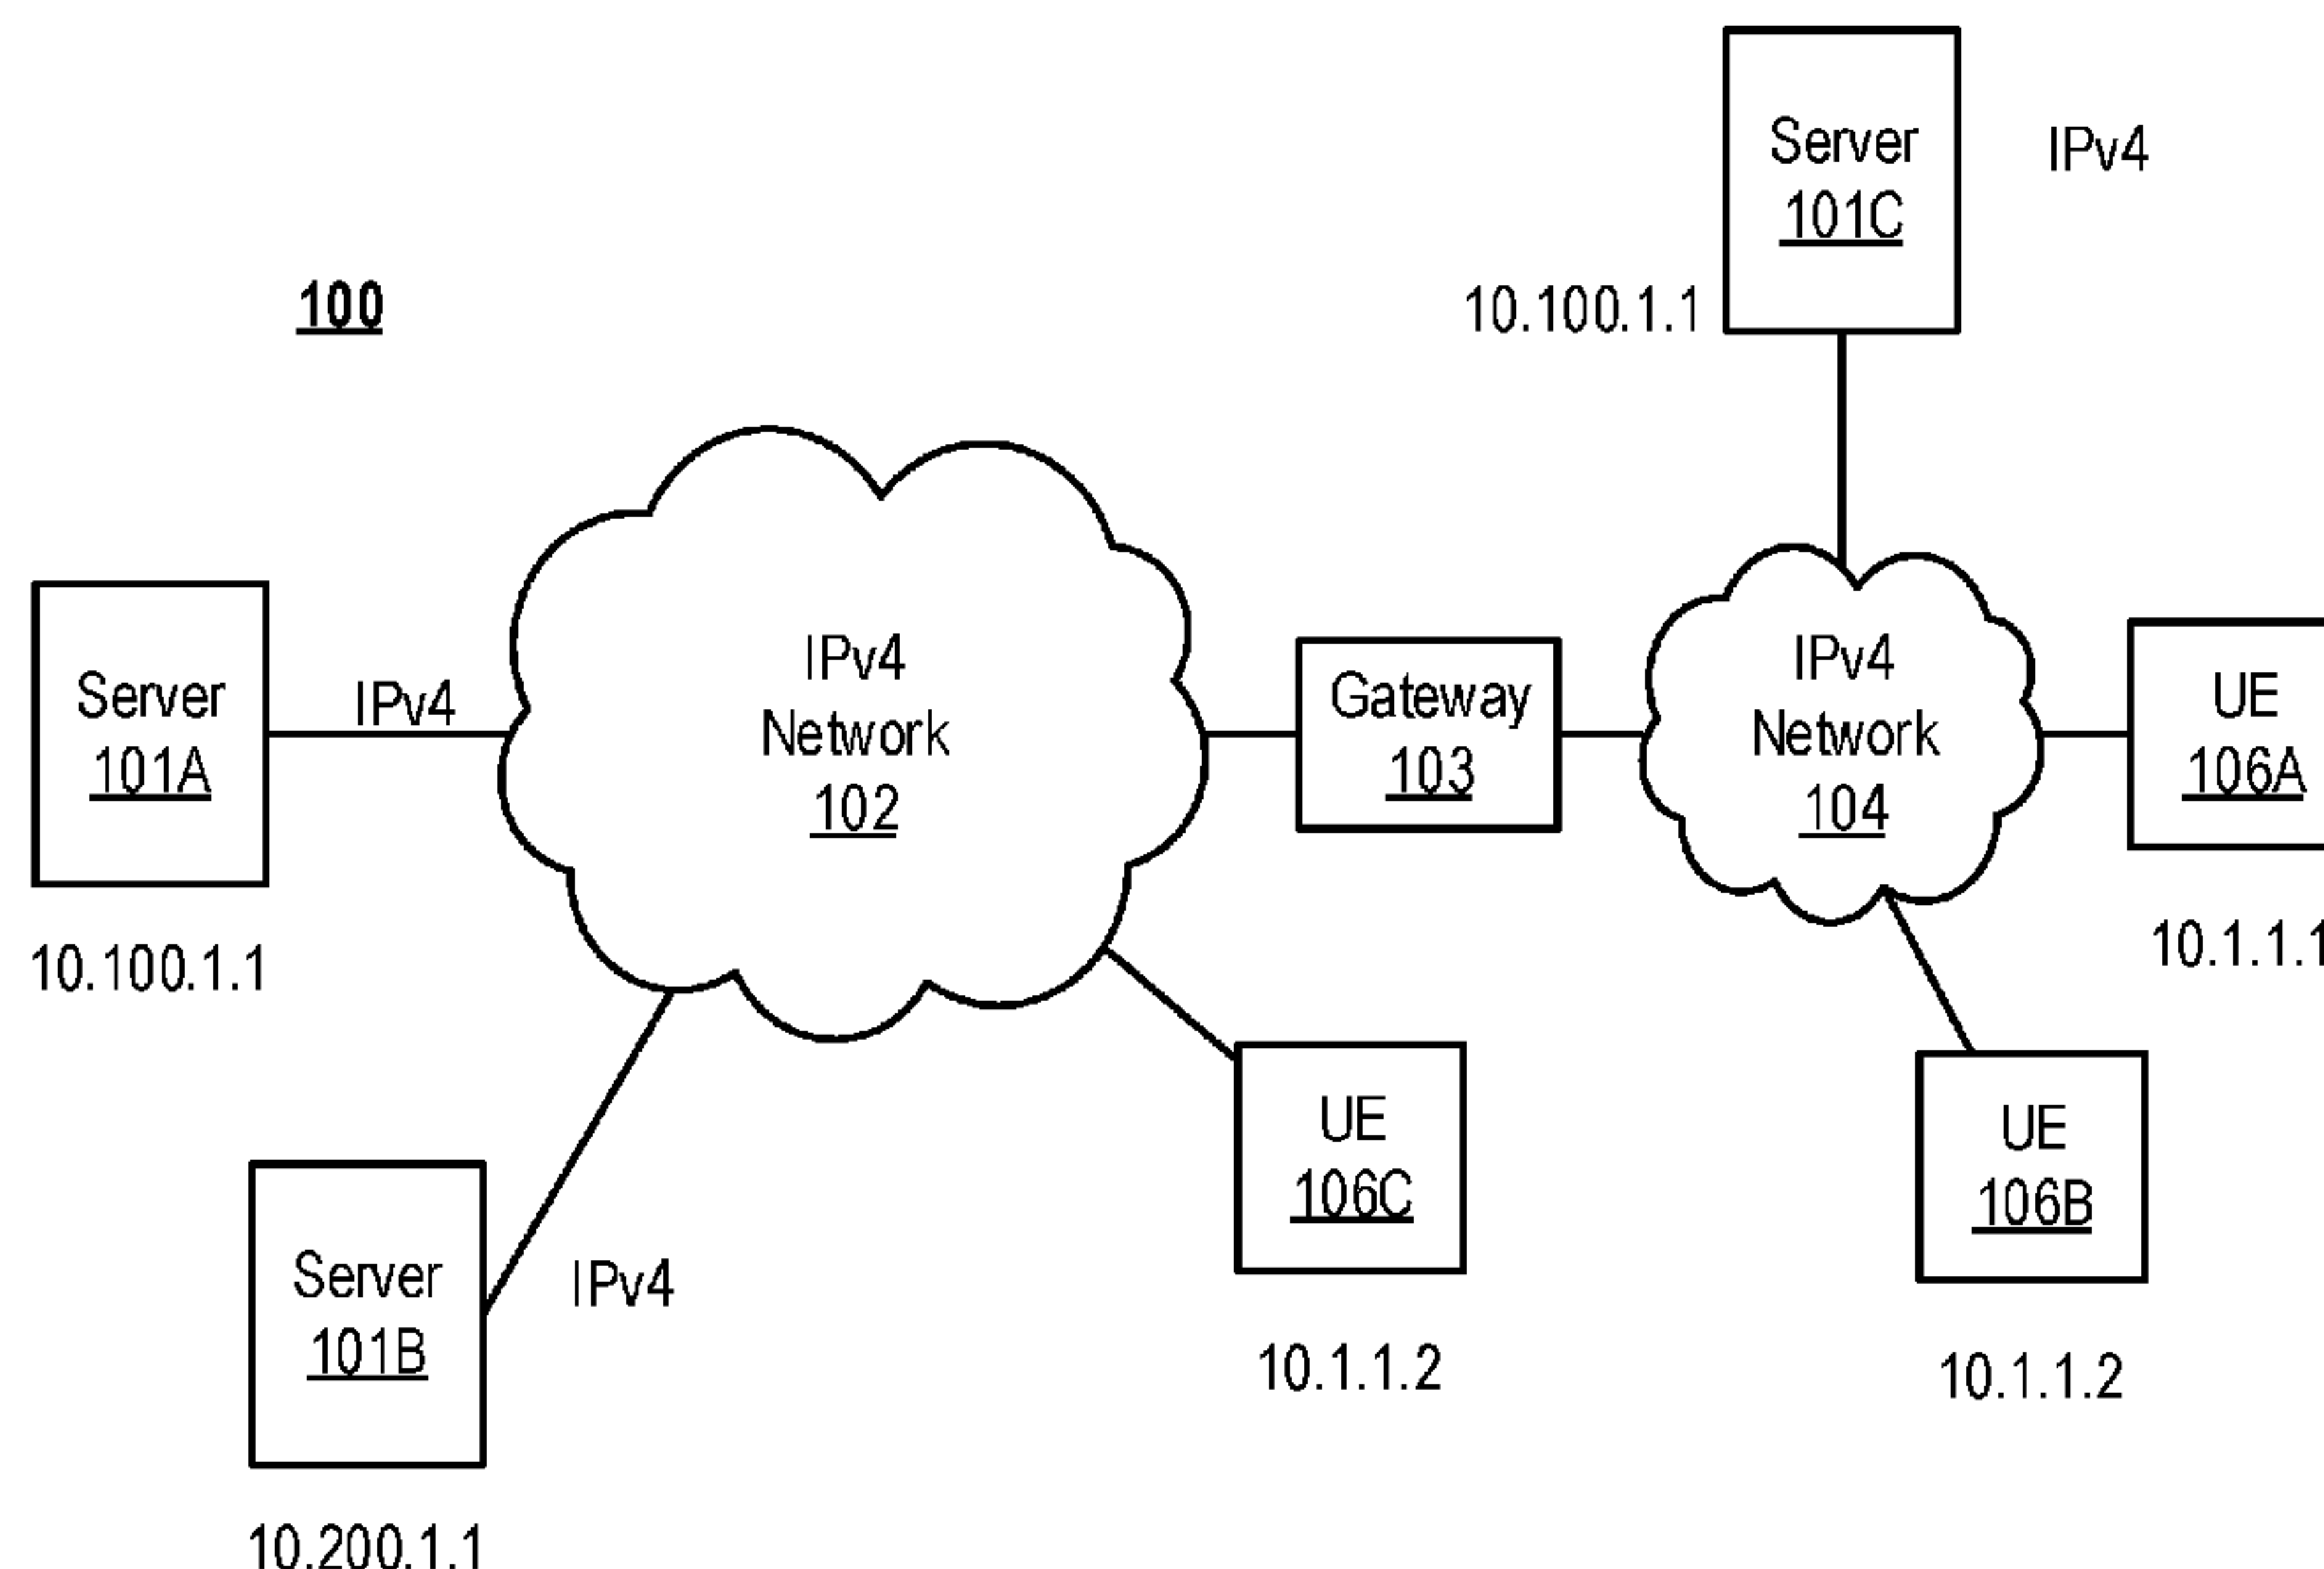 Server
101C
IPv4
10.100.1.1
100
Server
101A
IPv4
10.100.1.1
IPv4
Network
102
Gateway
103
IPv4
Network
104
UE
106A
10.1.1.1
Server
101B
IPv4
10.200.1.1
UE
106C
10.1.1.2
UE
106B
10.1.1.2